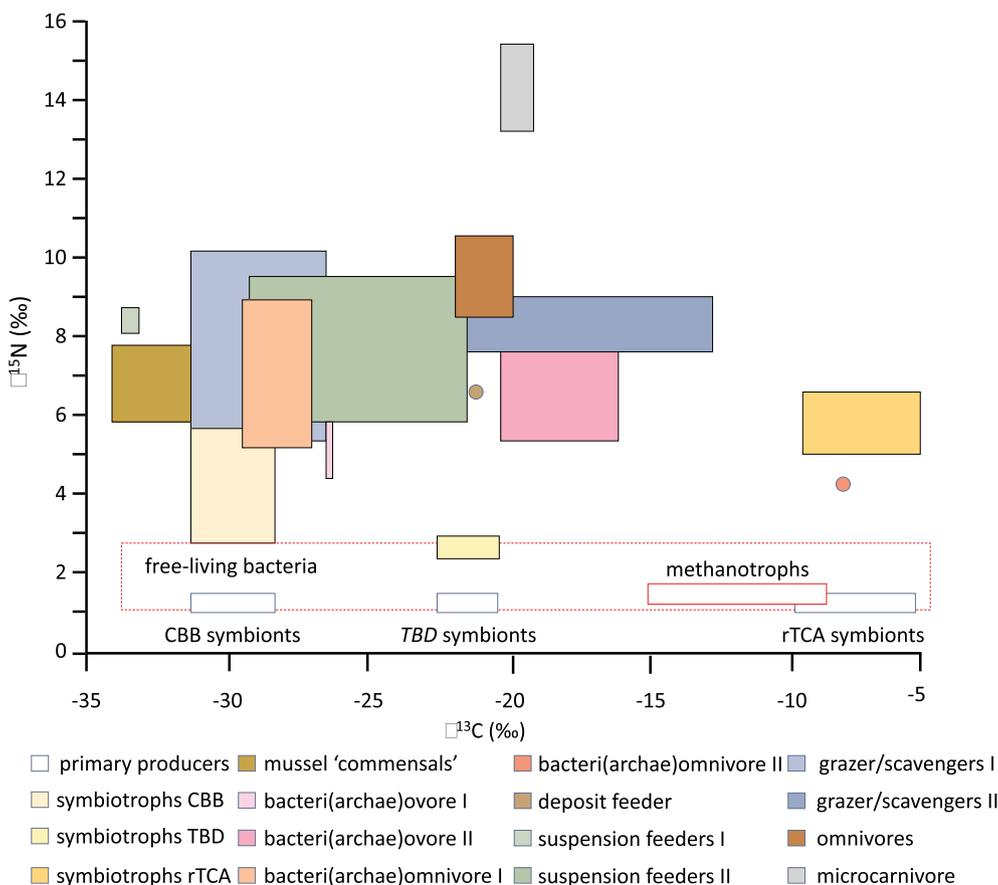 16
14
12
10
8
6
4
2
0
□15N (‰)
free-living bacteria
methanotrophs
CBB symbionts
TBD symbionts
rTCA symbionts
-35
-30
-25
-20
-15
-10
-5
□13C (‰)
primary producers
mussel ‘commensals’
bacteri(archae)omnivore II
grazer/scavengers I
symbiotrophs CBB
bacteri(archae)ovore I
deposit feeder
grazer/scavengers II
symbiotrophs TBD
bacteri(archae)ovore II
suspension feeders I
omnivores
symbiotrophs rTCA
bacteri(archae)omnivore I
suspension feeders II
microcarnivore